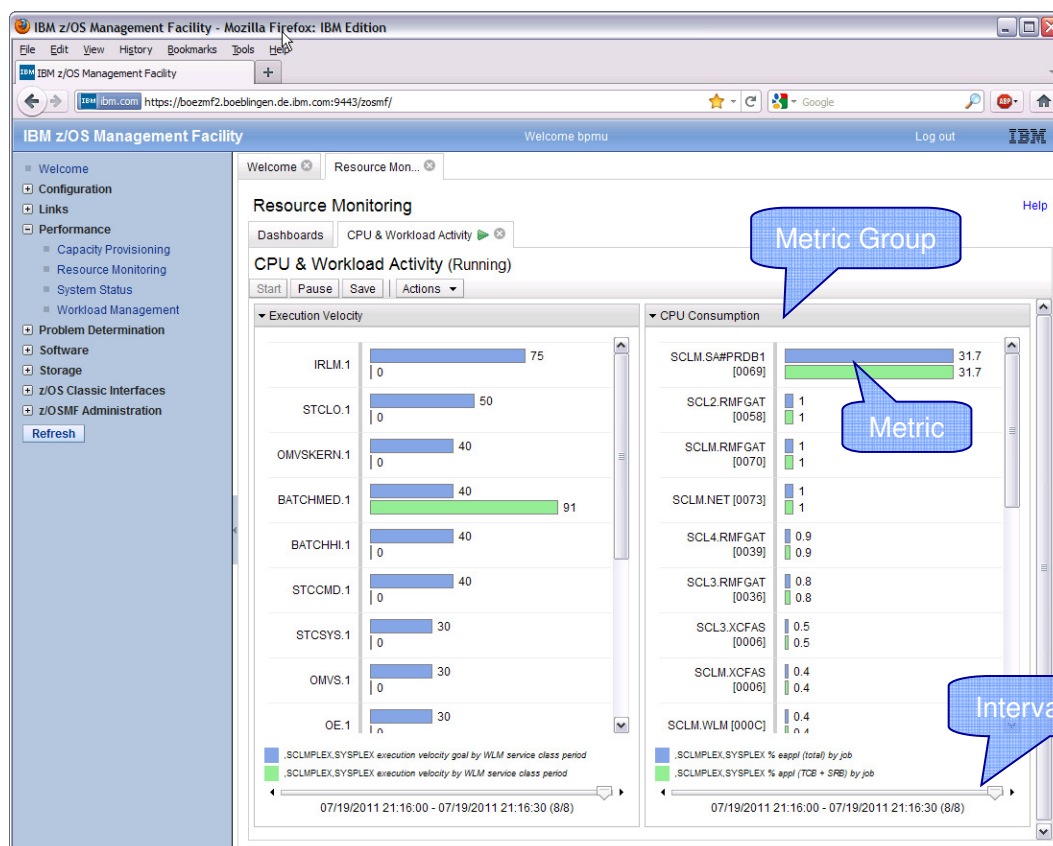 IBM z/OS Management Facility - Mozilla Firefox: IBM Edition
File Edit View History Bookmarks Tools Help
IBM IBM z/OS Management Facility +
IBM ibm.com https://boezmf2.boeblingen.de.ibm.com:9443/zosmf/
Google
ABP
IBM z/OS Management Facility
Welcome bpmu
Log out
IBM
Welcome
Configuration
Links
Performance
Capacity Provisioning
Resource Monitoring
System Status
Workload Management
Problem Determination
Software
Storage
z/OS Classic Interfaces
z/OSMF Administration
Refresh
Welcome
Resource Mon...
Resource Monitoring
Help
Dashboards
CPU & Workload Activity
CPU & Workload Activity (Running)
Start Pause Save Actions
Metric Group
Execution Velocity
IRLM.1 75
0
STCLO.1 50
0
OMVSKERN.1 40
0
BATCHMED.1 40
91
BATCHHI.1 40
0
STCCMD.1 40
0
STCSYS.1 30
0
OMVS.1 30
0
OE.1 30
0
,SCLMPLEX,SYSPLEX execution velocity goal by WLM service class period
,SCLMPLEX,SYSPLEX execution velocity by WLM service class period
07/19/2011 21:16:00 - 07/19/2011 21:16:30 (8/8)
CPU Consumption
SCLM.SA#PRDB1 31.7
[0069] 31.7
Metric
SCL2.RMFGAT 1
[0058] 1
SCLM.RMFGAT 1
[0070] 1
SCLM.NET [0073] 1
1
SCL4.RMFGAT 0.9
[0039] 0.9
SCL3.RMFGAT 0.8
[0036] 0.8
SCL3.XCFAS 0.5
[0006] 0.5
SCLM.XCFAS 0.4
[0006] 0.4
SCLM.WLM [000C] 0.4
0.4
Interva
,SCLMPLEX,SYSPLEX % eappl (total) by job
,SCLMPLEX,SYSPLEX % appl (TCB + SRB) by job
07/19/2011 21:16:00 - 07/19/2011 21:16:30 (8/8)